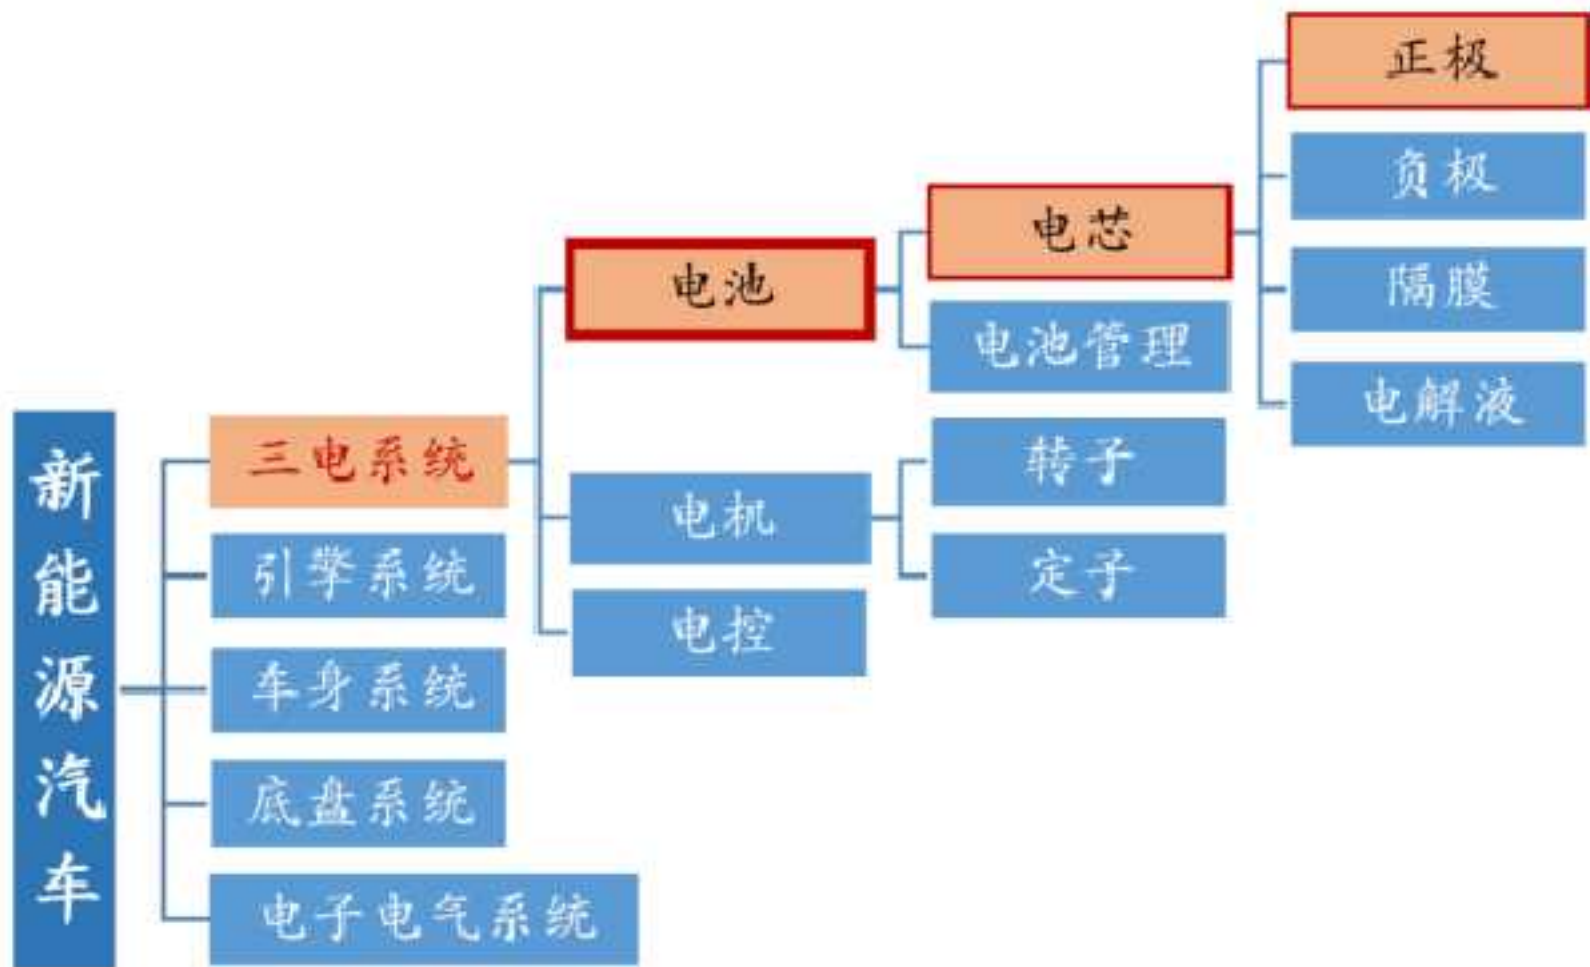 新能源汽车
三电系统
引擎系统
车身系统
底盘系统
电子电气系统
电池
电机
电控
电芯
电池管理
转子
定子
正极
负极
隔膜
电解液